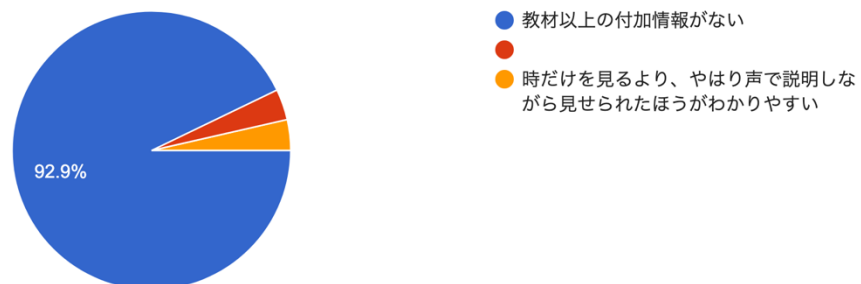 教材以上の付加情報がない
時だけを見るより、やはり声で説明しな
がら見せられたほうがわかりやすい
92.9%